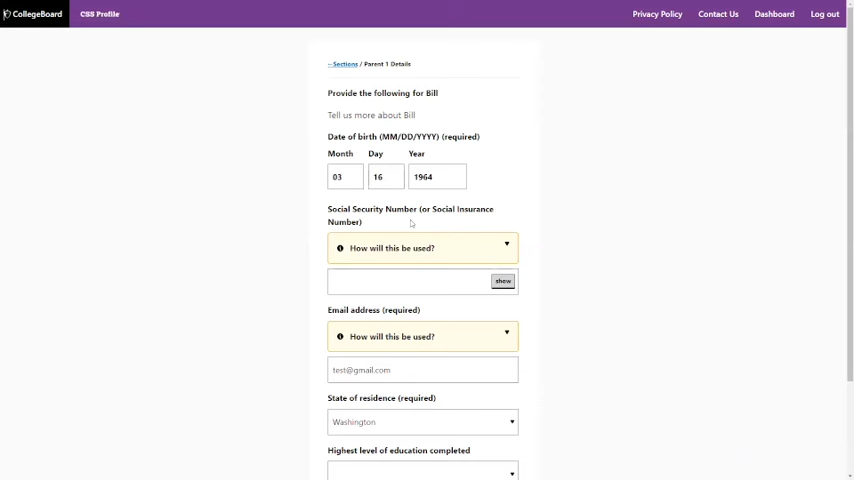 CollegeBoard CSS Profile Privacy Policy Contact Us Dashboard Log out
←Sections / Parent 1 Details
Provide the following for Bill
Tell us more about Bill
Date of birth (MM/DD/YYYY) (required)
Month Day Year
03 16 1964
Social Security Number (or Social Insurance
Number)
How will this be used?
show
Email address (required)
How will this be used?
test@gmail.com
State of residence (required)
Washington
Highest level of education completed